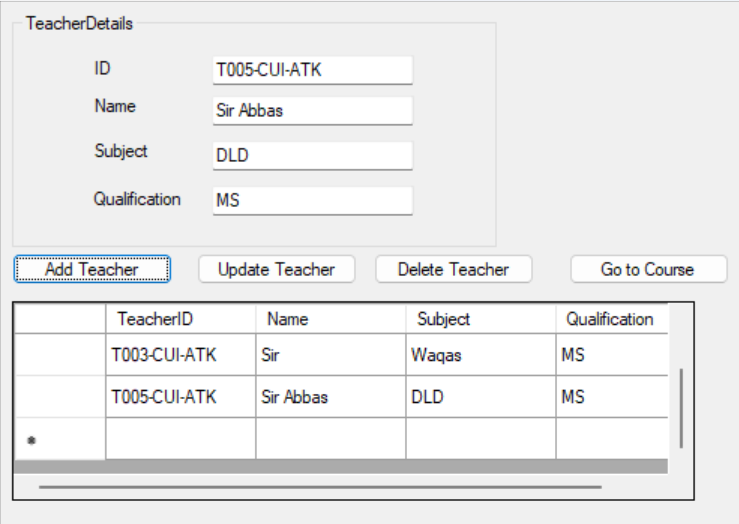 TeacherDetails
ID T005-CUI-ATK
Name Sir Abbas
Subject DLD
Qualification MS
Add Teacher Update Teacher Delete Teacher Go to Course
TeacherID Name Subject Qualification
T003-CUI-ATK Sir Waqas MS
T005-CUI-ATK Sir Abbas DLD MS
*